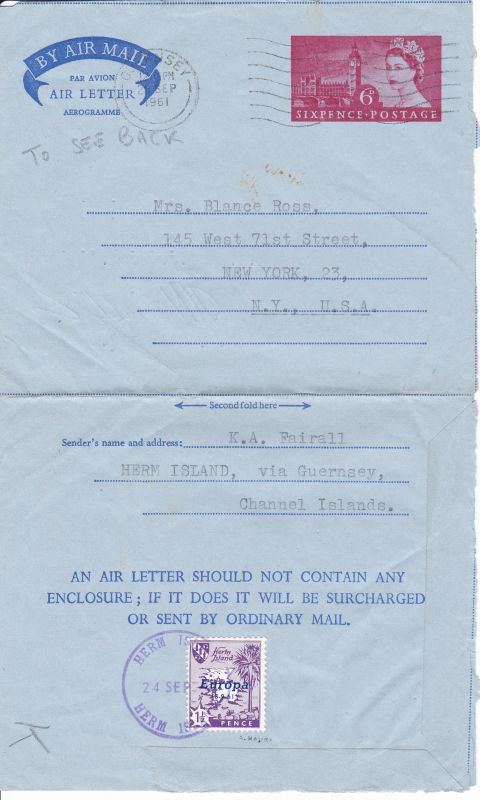 BY AIR MAIL
PAR AVION
AIR LETTER
AEROGRAMME
PM
SEP
1961
6D
SIXPENCE·POSTAGE
TO SEE BACK
Mrs. Blance Ross,
145 West 71st Street,
NEW YORK, 23,
N.Y., U.S.A.
Second fold here
Sender's name and address: K.A. Fairall
HERM ISLAND, via Guernsey,
Channel Islands.
AN AIR LETTER SHOULD NOT CONTAIN ANY
ENCLOSURE; IF IT DOES IT WILL BE SURCHARGED
OR SENT BY ORDINARY MAIL.
HERM
24 SEP
HERM
Herm
Island
Europa
1½
PENCE